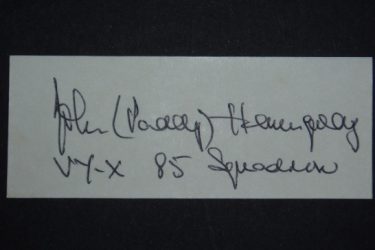 John (Paddy) Hemingway
VY-X 85 Squadron